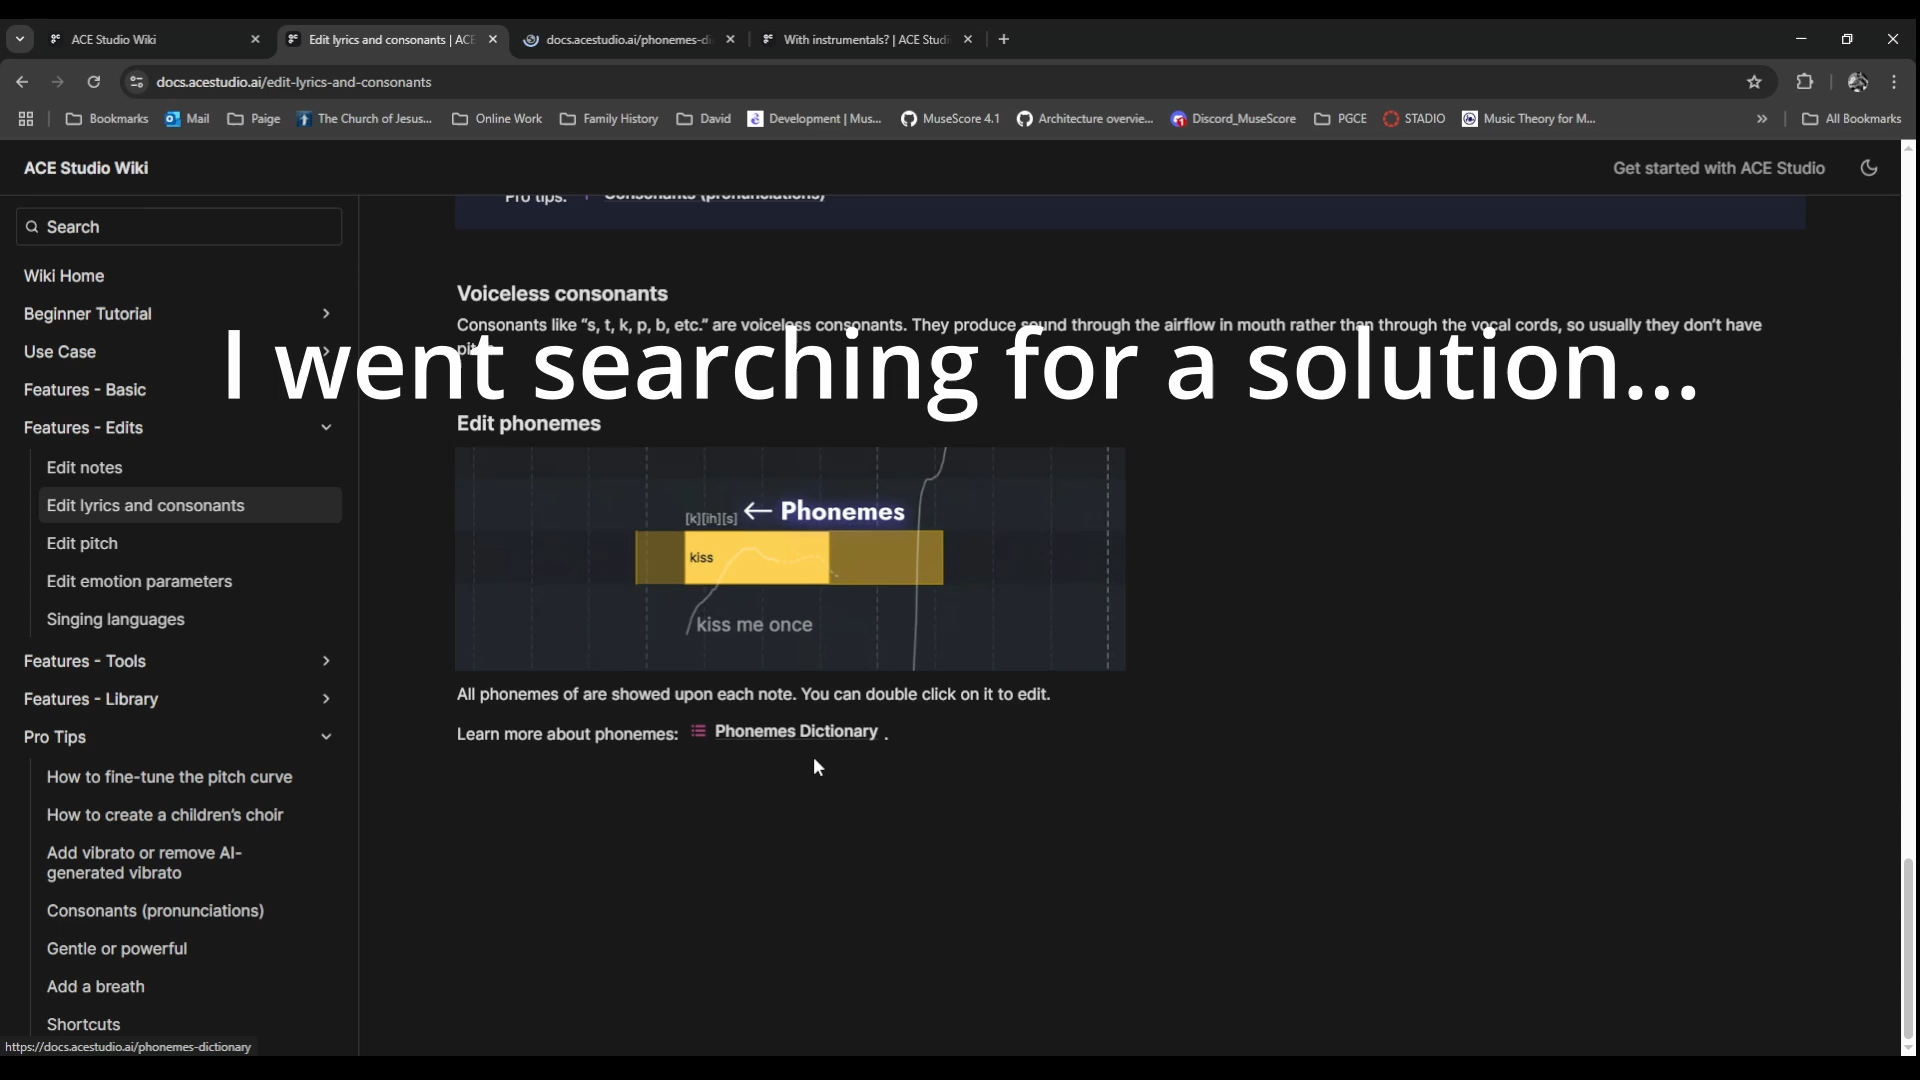 ACE Studio Wiki
Edit lyrics and consonants | ACE
docs.acestudio.ai/phonemes-di
With instrumentals? | ACE Studi
docs.acestudio.ai/edit-lyrics-and-consonants
Bookmarks
Mail
Paige
The Church of Jesus...
Online Work
Family History
David
Development | Mus...
MuseScore 4.1
Architecture overvie...
Discord_MuseScore
PGCE
STADIO
Music Theory for M...
All Bookmarks
ACE Studio Wiki
Get started with ACE Studio
Search
Wiki Home
Beginner Tutorial
Use Case
Features - Basic
Features - Edits
Edit notes
Edit lyrics and consonants
Edit pitch
Edit emotion parameters
Singing languages
Features - Tools
Features - Library
Pro Tips
How to fine-tune the pitch curve
How to create a children's choir
Add vibrato or remove AI-
generated vibrato
Consonants (pronunciations)
Gentle or powerful
Add a breath
Shortcuts
Pro tips: Consonants (pronunciations)
Voiceless consonants
Consonants like “s, t, k, p, b, etc.” are voiceless consonants. They produce sound through the airflow in mouth rather than through the vocal cords, so usually they don’t have
I went searching for a solution...
Edit phonemes
[k][ih][s] ← Phonemes
kiss
kiss me once
All phonemes of are showed upon each note. You can double click on it to edit.
Learn more about phonemes: Phonemes Dictionary .
https://docs.acestudio.ai/phonemes-dictionary